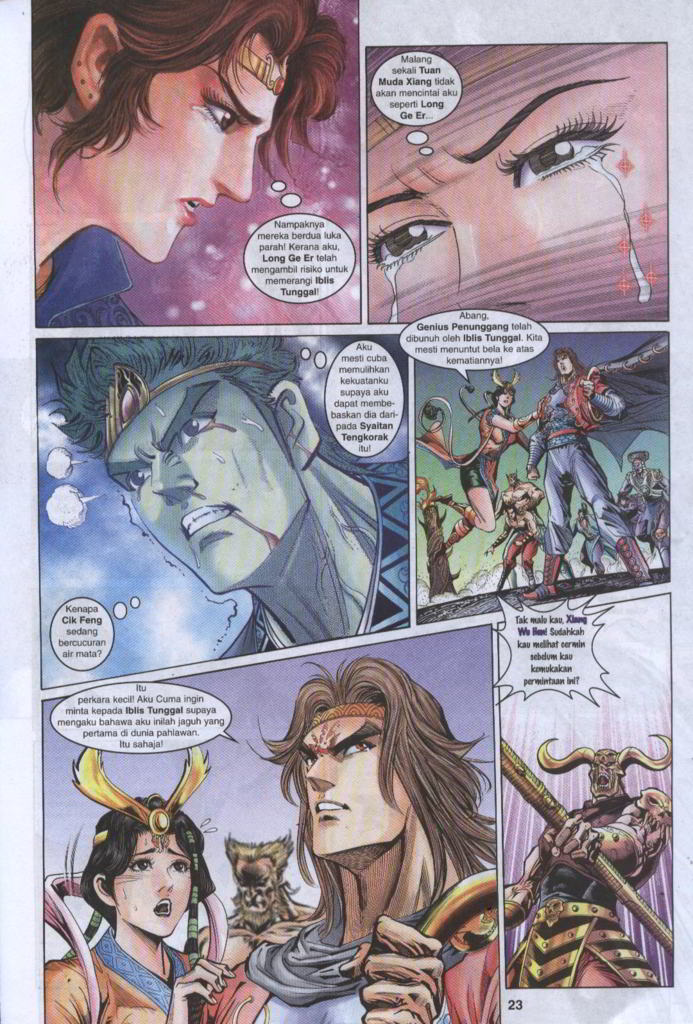 Nampaknya
mereka berdua luka
parah! Kerana aku,
Long Ge Er telah
mengambil risiko untuk
memerangi Iblis
Tunggal!
Malang
sekali Tuan
Muda Xiang tidak
akan mencintai aku
seperti Long
Ge Er...
Aku
mesti cuba
memulihkan
kekuatanku
supaya aku
dapat membe-
baskan dia dari-
pada Syaitan
Tengkorak
itu!
Kenapa
Cik Feng
sedang
bercucuran
air mata?
Abang,
Genius Penunggang telah
dibunuh oleh Iblis Tunggal. Kita
mesti menuntut bela ke atas
kematiannya!
Itu
perkara kecil! Aku Cuma ingin
minta kepada Iblis Tunggal supaya
mengaku bahawa aku inilah jaguh yang
pertama di dunia pahlawan.
Itu sahaja!
Tak malu kau, Xiang
Wu Hen! Sudahkah
kau melihat cermin
sebelum kau
kemukakan
permintaan ini?
23